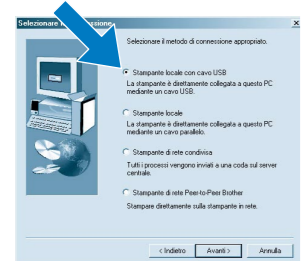 Selezionare il
connessione
Selezionare il metodo di connessione appropriato.
Stampante locale con cavo USB
La stampante è direttamente collegata a questo PC
mediante un cavo USB.
Stampante locale
La stampante è direttamente collegata a questo PC
mediante un cavo parallelo.
Stampante di rete condivisa
Tutti i processi vengono inviati a una coda sul server
centrale.
Stampante di rete Peer-to-Peer Brother
Stampare direttamente sulla stampante in rete.
< Indietro
Avanti >
Annulla